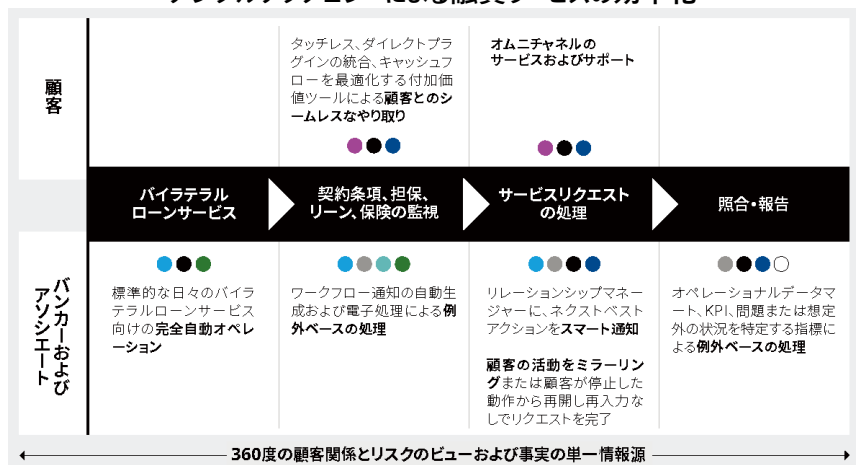 顧客
タッチレス、ダイレクトプラ
グインの統合、キャッシュフ
ローを最適化する付加価
値ツールによる顧客とのシ
ームレスなやり取り
オムニチャネルの
サービスおよびサポート
バイラテラル
ローンサービス
契約条項、担保、
リーン、保険の監視
サービスリクエスト
の処理
照合・報告
バンカーおよび
アソシエート
標準的な日々のバイラ
テラルローンサービス
向けの完全自動オペレ
ーション
ワークフロー通知の自動生
成および電子処理による例
外ベースの処理
リレーションシップマネ
ージャーに、ネクストベスト
アクションをスマート通知
顧客の活動をミラーリン
グまたは顧客が停止した
動作から再開し再入力な
しでリクエストを完了
オペレーショナルデータマ
ート、KPI、問題または想定
外の状況を特定する指標に
よる例外ベースの処理
360度の顧客関係とリスクのビューおよび事実の単一情報源